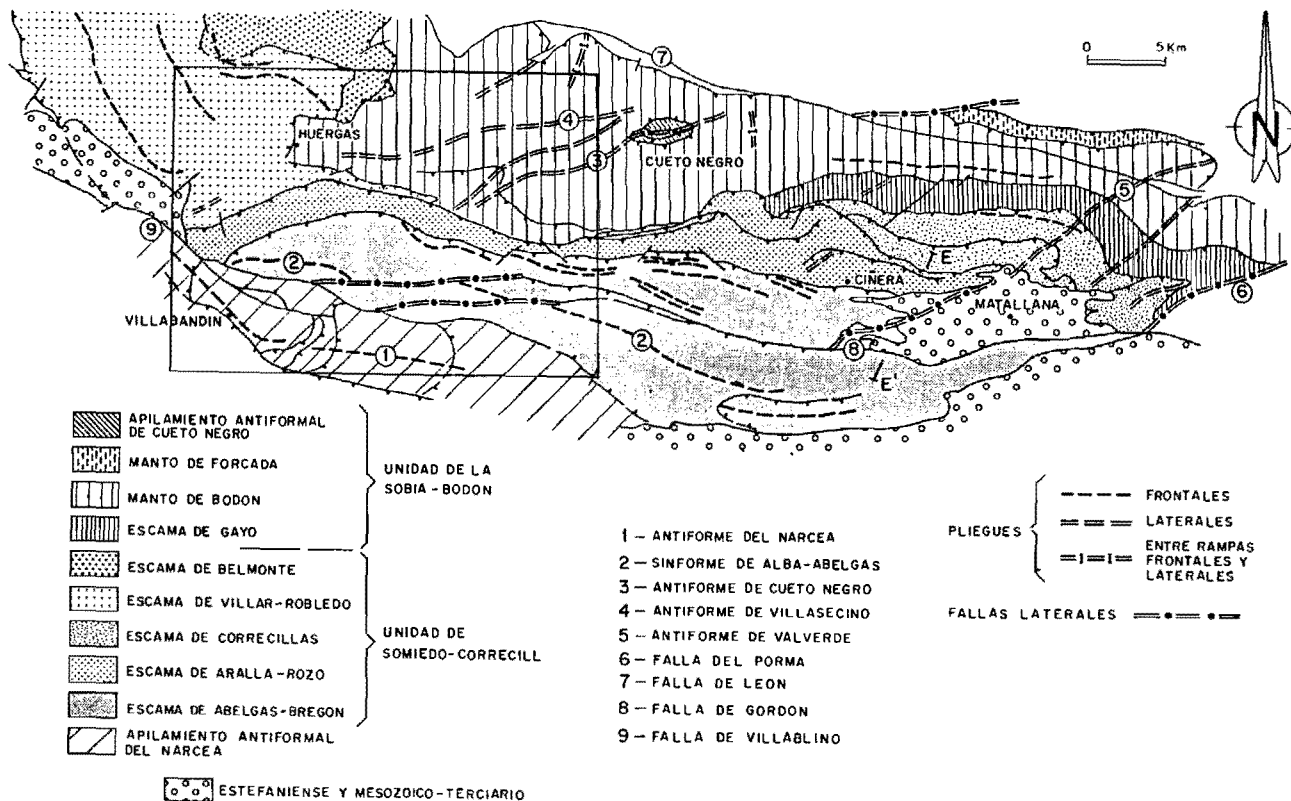 0 5 Km
N
7
HUERGAS
4
3
CUETO NEGRO
5
9
2
E
CINERA
MATALLANA
6
VILLABANDIN
1
2
8
E'
APILAMIENTO ANTIFORMAL
DE CUETO NEGRO
MANTO DE FORCADA
MANTO DE BODON
ESCAMA DE GAYO
UNIDAD DE LA
SOBIA-BODON
ESCAMA DE BELMONTE
ESCAMA DE VILLAR-ROBLEDO
ESCAMA DE CORRECILLAS
ESCAMA DE ARALLA-ROZO
ESCAMA DE ABELGAS-BREGON
UNIDAD DE
SOMIEDO-CORRECILL
APILAMIENTO ANTIFORMAL
DEL NARCEA
ESTEFANIENSE Y MESOZOICO-TERCIARIO
1 - ANTIFORME DEL NARCEA
2 - SINFORME DE ALBA-ABELGAS
3 - ANTIFORME DE CUETO NEGRO
4 - ANTIFORME DE VILLASECINO
5 - ANTIFORME DE VALVERDE
6 - FALLA DEL PORMA
7 - FALLA DE LEON
8 - FALLA DE GORDON
9 - FALLA DE VILLABLINO
PLIEGUES
FRONTALES
LATERALES
ENTRE RAMPAS
FRONTALES Y
LATERALES
FALLAS LATERALES